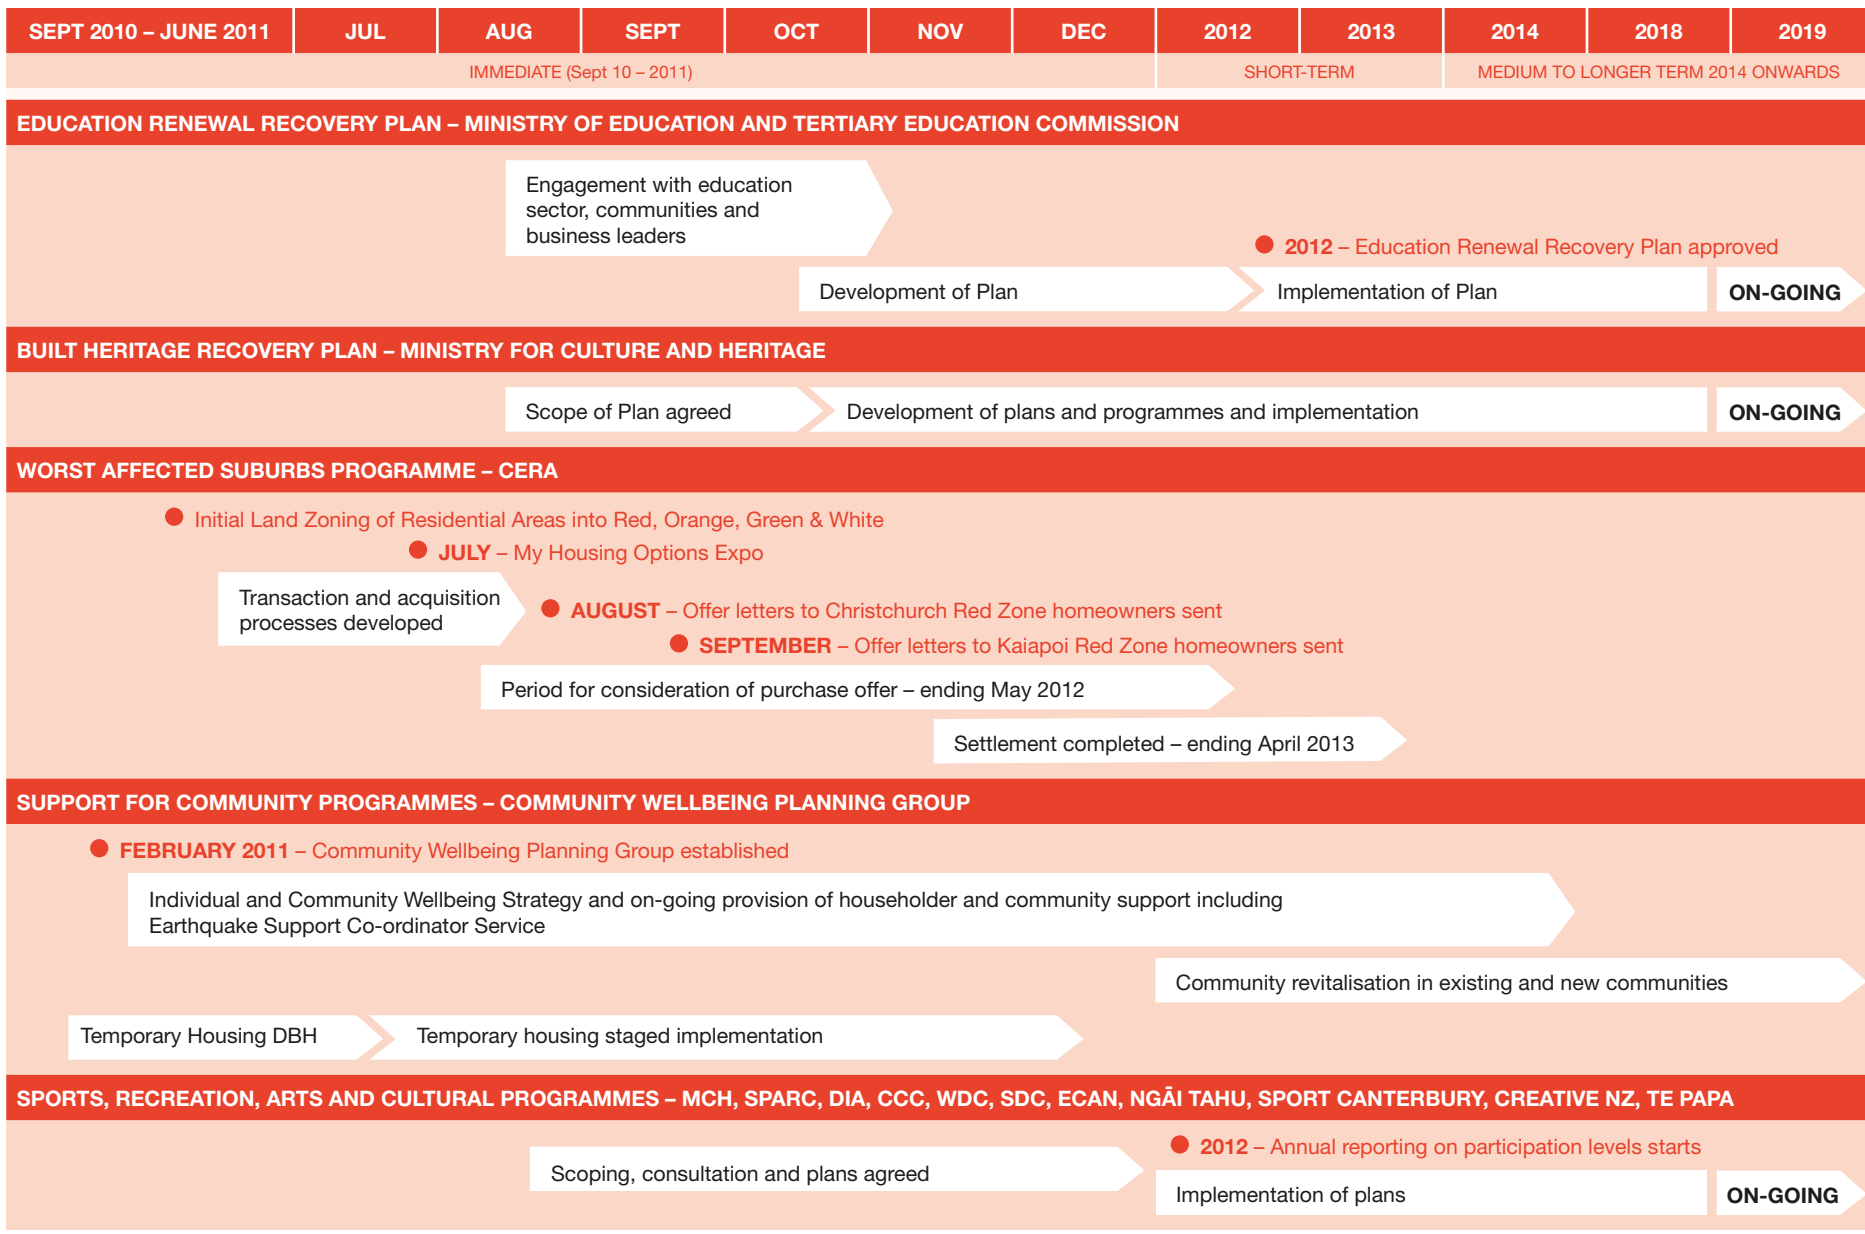 SEPT 2010 – JUNE 2011 JUL AUG SEPT OCT NOV DEC 2012 2013 2014 2018 2019
IMMEDIATE (Sept 10 – 2011) SHORT-TERM MEDIUM TO LONGER TERM 2014 ONWARDS
EDUCATION RENEWAL RECOVERY PLAN – MINISTRY OF EDUCATION AND TERTIARY EDUCATION COMMISSION
Engagement with education
sector, communities and
business leaders
2012 – Education Renewal Recovery Plan approved
Development of Plan Implementation of Plan ON-GOING
BUILT HERITAGE RECOVERY PLAN – MINISTRY FOR CULTURE AND HERITAGE
Scope of Plan agreed Development of plans and programmes and implementation ON-GOING
WORST AFFECTED SUBURBS PROGRAMME – CERA
Initial Land Zoning of Residential Areas into Red, Orange, Green & White
JULY – My Housing Options Expo
Transaction and acquisition
processes developed
AUGUST – Offer letters to Christchurch Red Zone homeowners sent
SEPTEMBER – Offer letters to Kaiapoi Red Zone homeowners sent
Period for consideration of purchase offer – ending May 2012
Settlement completed – ending April 2013
SUPPORT FOR COMMUNITY PROGRAMMES – COMMUNITY WELLBEING PLANNING GROUP
FEBRUARY 2011 – Community Wellbeing Planning Group established
Individual and Community Wellbeing Strategy and on-going provision of householder and community support including
Earthquake Support Co-ordinator Service
Community revitalisation in existing and new communities
Temporary Housing DBH Temporary housing staged implementation
SPORTS, RECREATION, ARTS AND CULTURAL PROGRAMMES – MCH, SPARC, DIA, CCC, WDC, SDC, ECAN, NGĀI TAHU, SPORT CANTERBURY, CREATIVE NZ, TE PAPA
2012 – Annual reporting on participation levels starts
Scoping, consultation and plans agreed
Implementation of plans ON-GOING